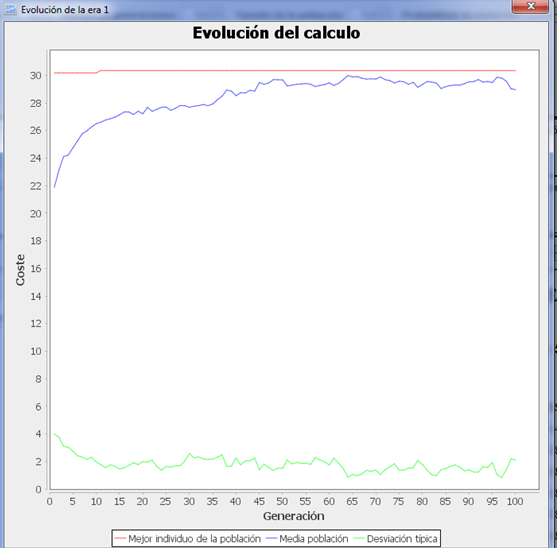 Evolución de la era 1
Evolución del calculo
30
28
26
24
22
20
18
16
14
12
10
8
6
4
2
0
Coste
0 5 10 15 20 25 30 35 40 45 50 55 60 65 70 75 80 85 90 95 100
Generación
Mejor individuo de la población Media población Desviación típica